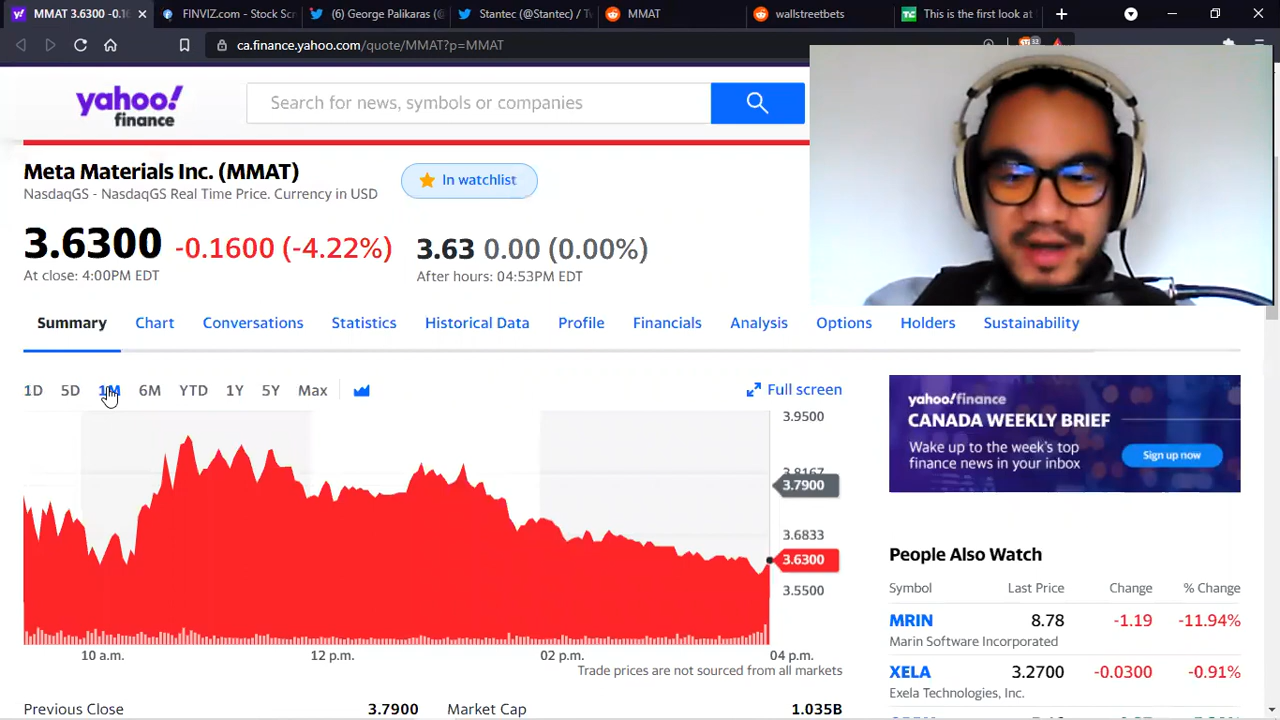 MMAT 3.6300 -0.1
FINVIZ.com - Stock Scr
(6) George Palikaras (@
Stantec (@Stantec) / T
MMAT
wallstreetbets
This is the first look at
ca.finance.yahoo.com/quote/MMAT?p=MMAT
yahoo!
finance
Search for news, symbols or companies
Meta Materials Inc. (MMAT)
In watchlist
NasdaqGS - NasdaqGS Real Time Price. Currency in USD
3.6300 -0.1600 (-4.22%)
3.63 0.00 (0.00%)
At close: 4:00PM EDT
After hours: 04:53PM EDT
Summary Chart Conversations Statistics Historical Data Profile Financials Analysis Options Holders Sustainability
1D 5D 1M 6M YTD 1Y 5Y Max
Full screen
3.9500
3.8167
3.7900
3.6833
3.6300
3.5500
10 a.m. 12 p.m. 02 p.m. 04 p.m.
Trade prices are not sourced from all markets
Previous Close 3.7900
Market Cap 1.035B
yahoo!finance
CANADA WEEKLY BRIEF
Wake up to the week's top
finance news in your inbox
Sign up now
People Also Watch
Symbol Last Price Change % Change
MRIN 8.78 -1.19 -11.94%
Marin Software Incorporated
XELA 3.2700 -0.0300 -0.91%
Exela Technologies, Inc.